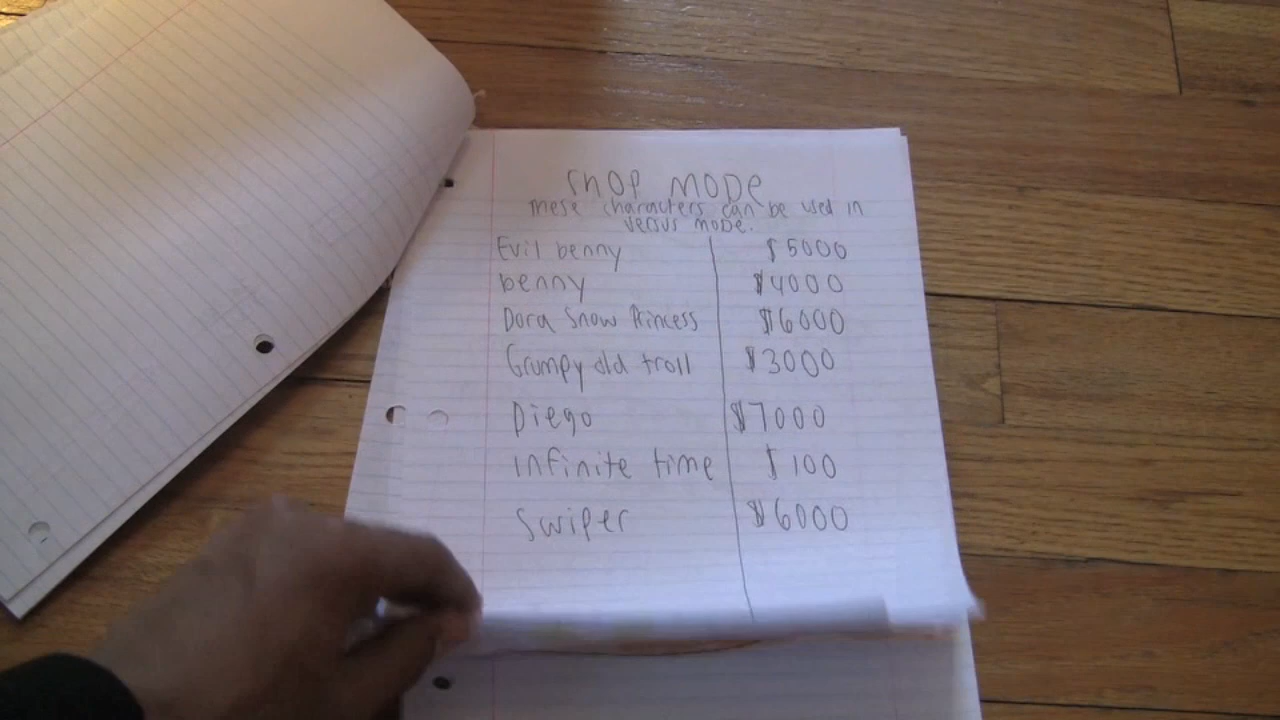 Shop MODE
These characters can be used in
versus mode.
Evil benny $5000
benny $4000
Dora Snow Princess $6000
Grumpy old troll $3000
Diego $7000
infinite time $100
Swiper $6000